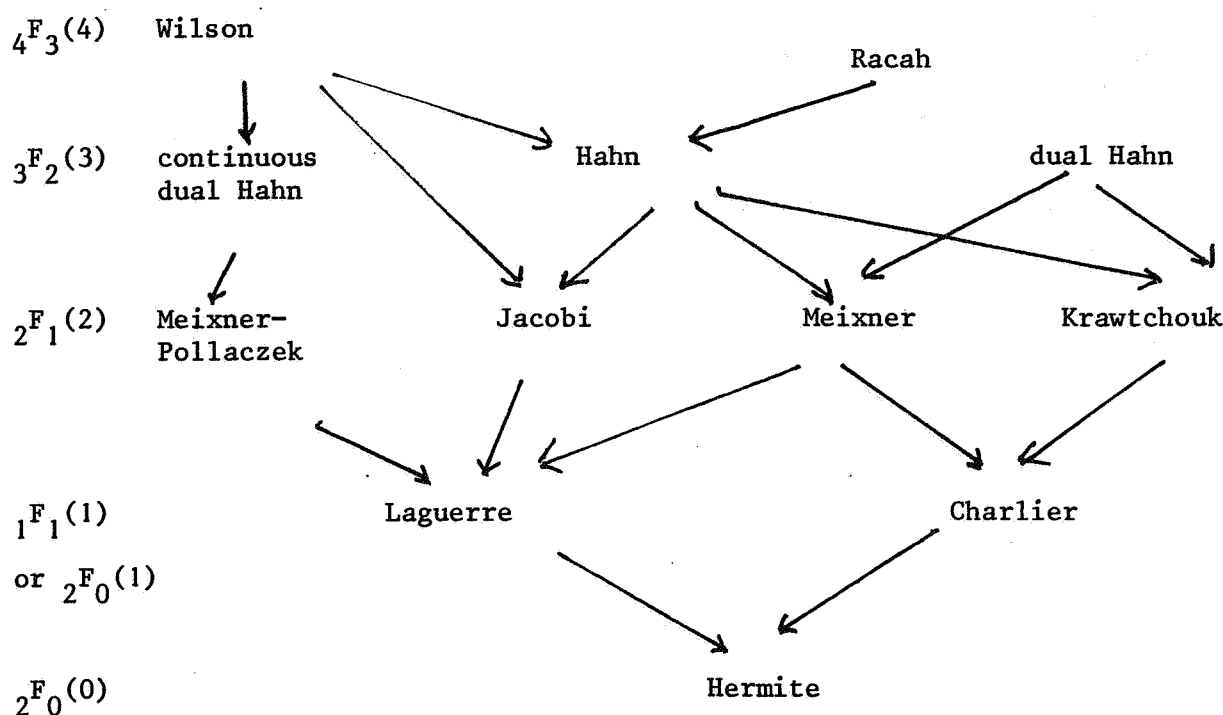 ₄F₃(4) Wilson
Racah
₃F₂(3) continuous Hahn dual Hahn
dual Hahn
₂F₁(2) Meixner- Jacobi Meixner Krawtchouk
Pollaczek
₁F₁(1) Laguerre Charlier
or ₂F₀(1)
₂F₀(0) Hermite